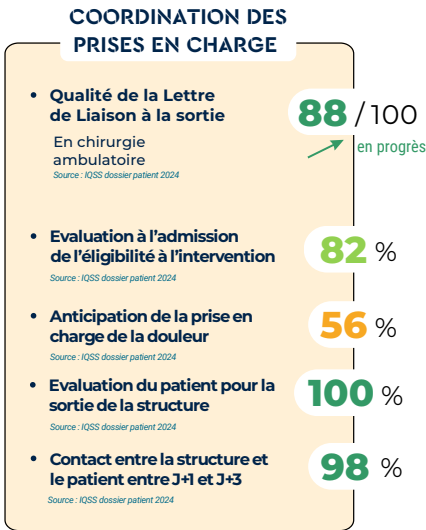 COORDINATION DES
PRISES EN CHARGE
• Qualité de la Lettre
de Liaison à la sortie
88 / 100
En chirurgie
ambulatoire
en progrès
Source : IQSS dossier patient 2024
• Evaluation à l'admission
de l'éligibilité à l'intervention
82 %
Source : IQSS dossier patient 2024
• Anticipation de la prise en
charge de la douleur
56 %
Source : IQSS dossier patient 2024
• Evaluation du patient pour la
sortie de la structure
100 %
Source : IQSS dossier patient 2024
• Contact entre la structure et
le patient entre J+1 et J+3
98 %
Source : IQSS dossier patient 2024